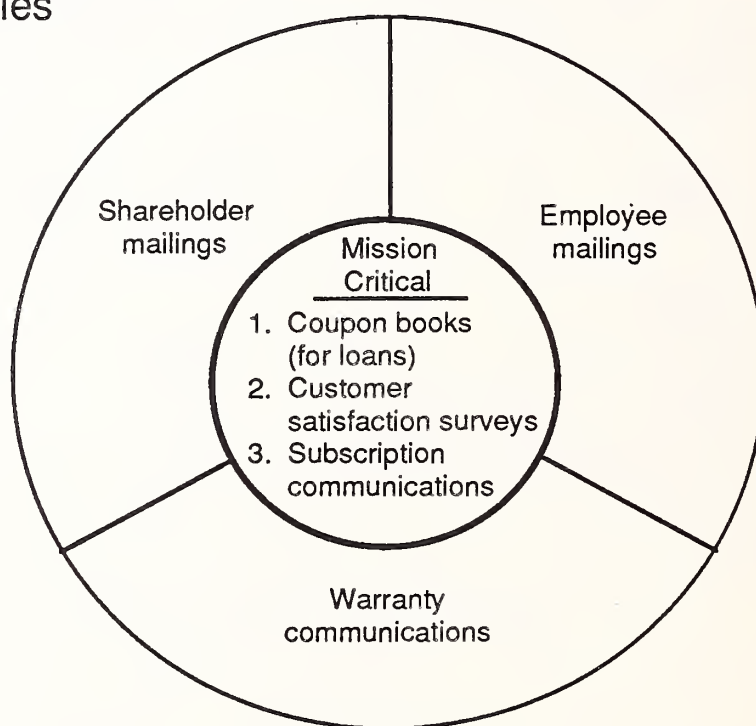 Shareholder
mailings
Employee
mailings
Mission
Critical
1. Coupon books
(for loans)
2. Customer
satisfaction surveys
3. Subscription
communications
Warranty
communications